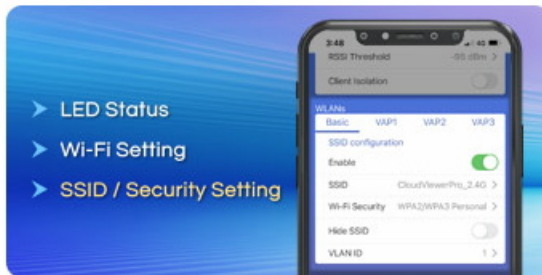 LED Status
Wi-Fi Setting
SSID / Security Setting
3:48
4G
RSSI Threshold -95 dBm >
Client Isolation
WLANs
Basic VAP1 VAP2 VAP3
SSID configuration
Enable
SSID CloudViewerPro_2.4G >
Wi-Fi Security WPA2/WPA3 Personal >
Hide SSID
VLAN ID 1 >